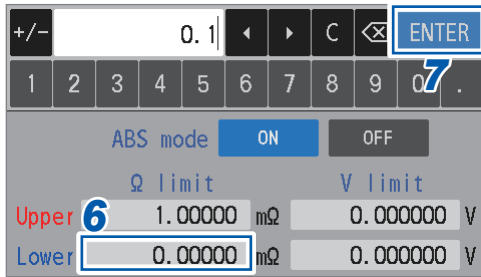 +/- 0.1 ◂ ▸ C ⌫ ENTER
7
1 2 3 4 5 6 7 8 9 0 .
ABS mode ON OFF
Ω limit V limit
Upper 1.00000 mΩ 0.000000 V
6
Lower 0.00000 mΩ 0.000000 V